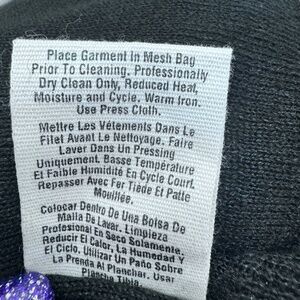 Place Garment In Mesh Bag
Prior To Cleaning. Professionally
Dry Clean Only, Reduced Heat,
Moisture and Cycle. Warm Iron.
Use Press Cloth.
Mettre Les Vêtements Dans Le
Filet Avant Le Nettoyage. Faire
Laver Dans Un Pressing
Uniquement. Basse Température
Et Faible Humidité En Cycle Court.
Repasser Avec Fer Tiède Et Patte
Mouillée.
Colocar Dentro De Una Bolsa De
Malla De Lavar. Limpieza
Profesional En Seco Solamente,
Reducir El Calor, La Humedad Y
El Ciclo. Utilizar Un Paño Sobre
La Prenda Al Planchar. Usar
Plancha Tibia.